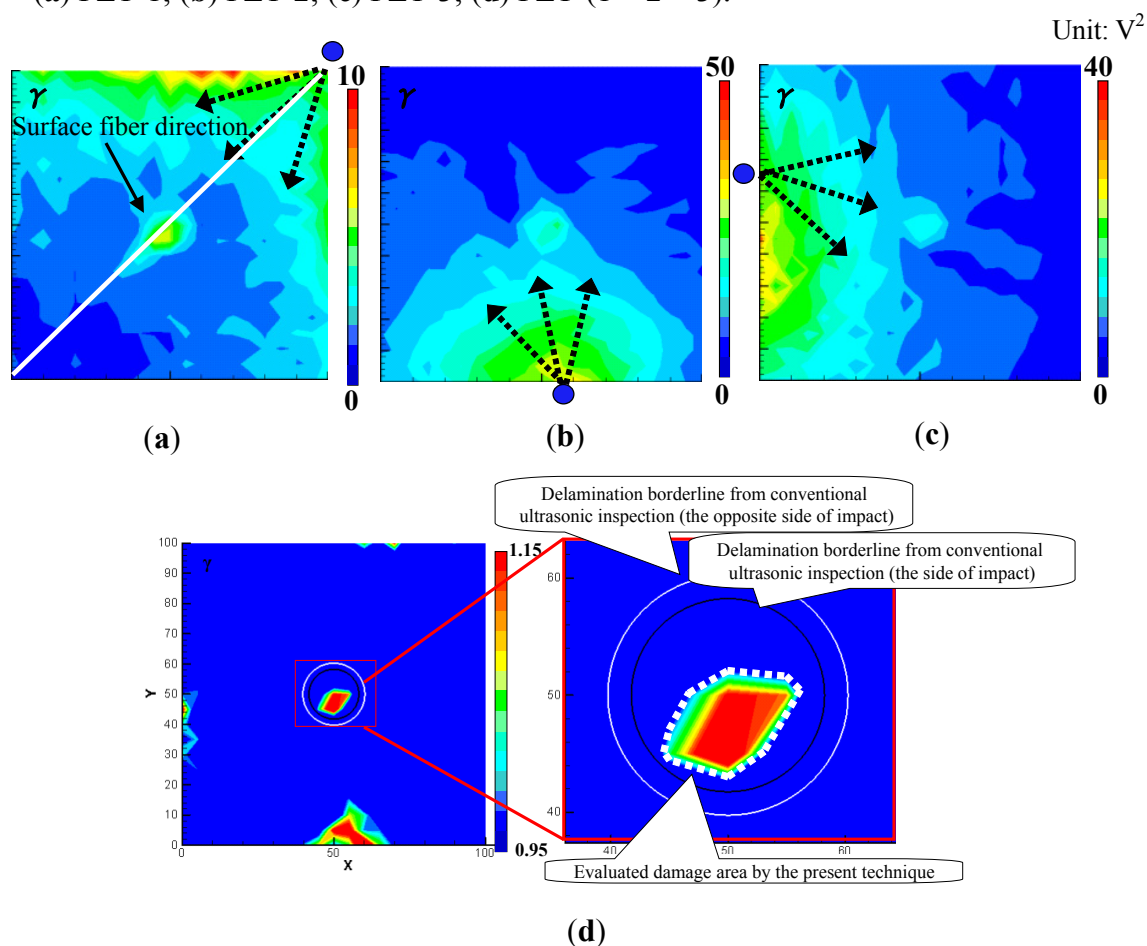 Unit: V²
10
γ
Surface fiber direction
0
(a)
50
γ
0
(b)
40
γ
0
(c)
Delamination borderline from conventional
ultrasonic inspection (the opposite side of impact)
Delamination borderline from conventional
ultrasonic inspection (the side of impact)
100
90
80
70
60
50
40
30
20
10
0
Y
γ
0
50
100
X
1.15
0.95
60
50
40
40
50
60
Evaluated damage area by the present technique
(d)